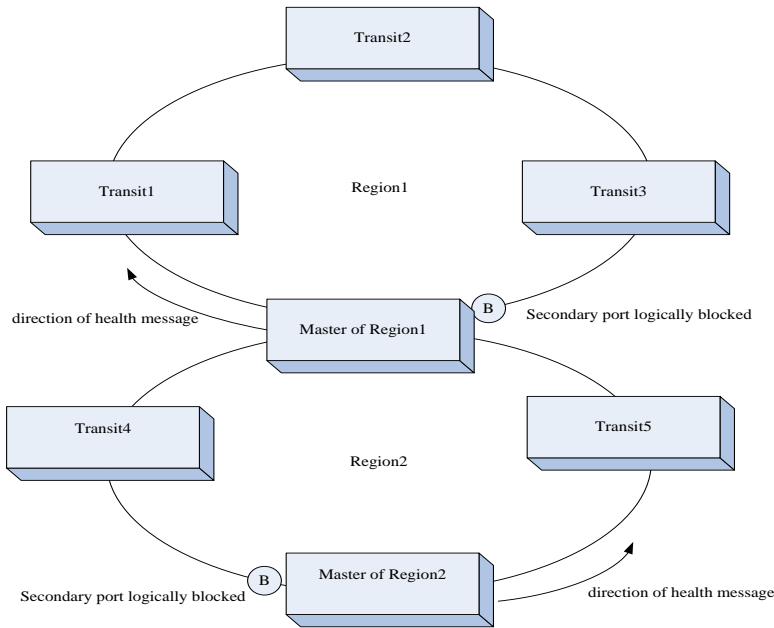 Transit2
Transit1
Region1
Transit3
direction of health message
Master of Region1
B
Secondary port logically blocked
Transit4
Transit5
Region2
B
Master of Region2
Secondary port logically blocked
direction of health message